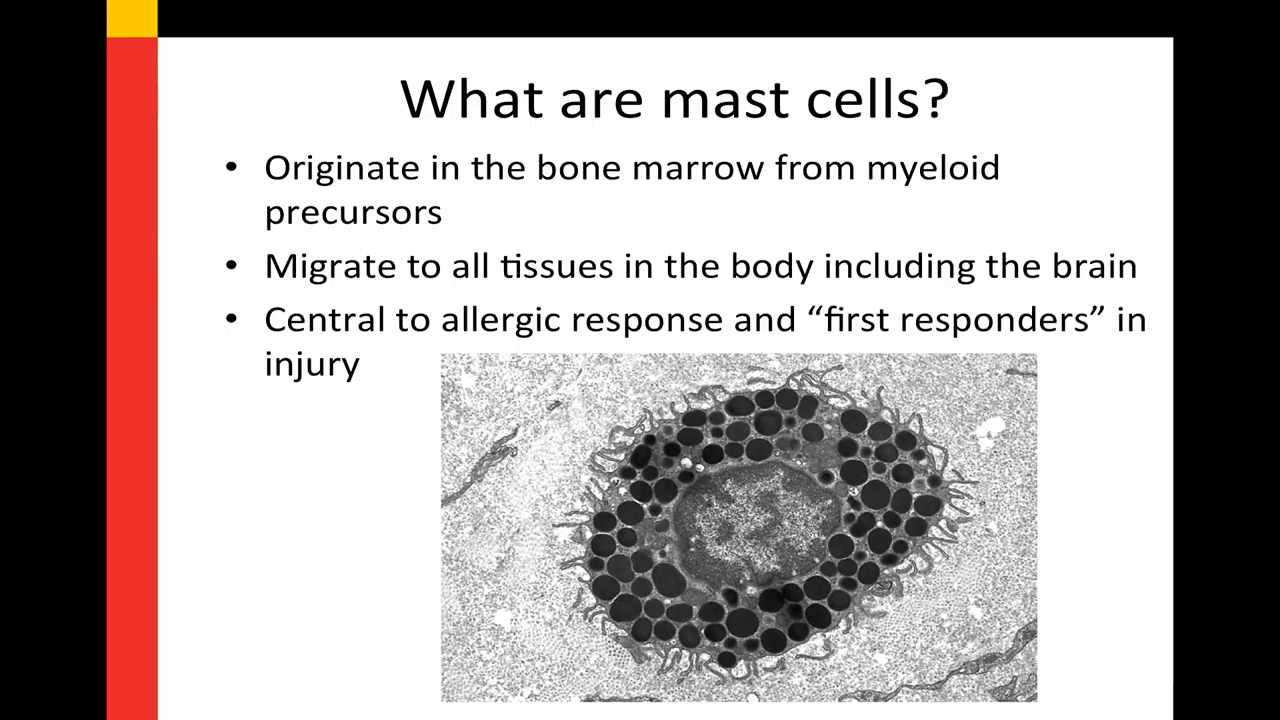 What are mast cells?
• Originate in the bone marrow from myeloid
precursors
• Migrate to all tissues in the body including the brain
• Central to allergic response and “first responders” in
injury